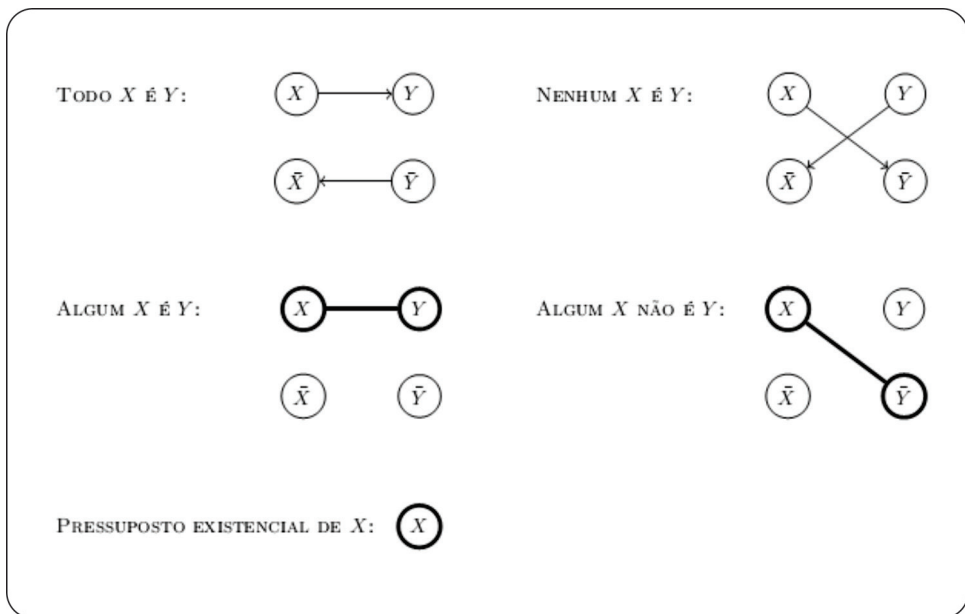 TODO X É Y:
X
Y
X̄
Ȳ
NENHUM X É Y:
X
Y
X̄
Ȳ
ALGUM X É Y:
X
Y
X̄
Ȳ
ALGUM X NÃO É Y:
X
Y
X̄
Ȳ
PRESSUPOSTO EXISTENCIAL DE X:
X